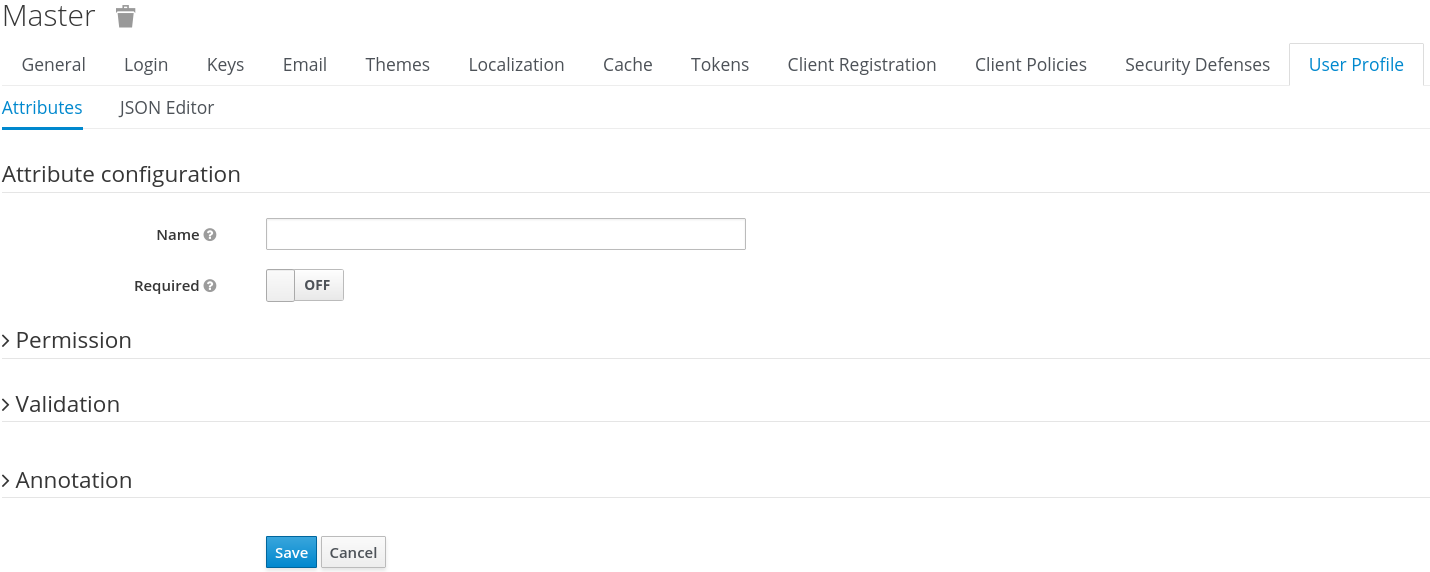 Master
General Login Keys Email Themes Localization Cache Tokens Client Registration Client Policies Security Defenses User Profile
Attributes JSON Editor
Attribute configuration
Name ?
Required ? OFF
Permission
Validation
Annotation
Save Cancel